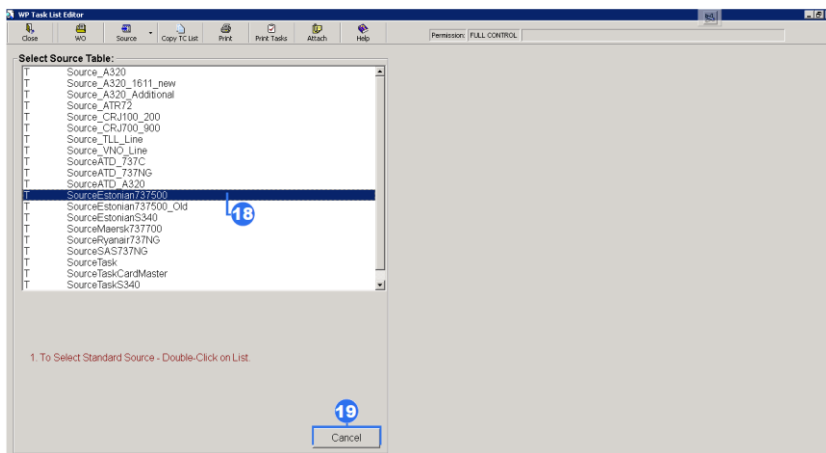 WP Task List Editor
Close WO Source Copy TC List Print Print Tasks Attach Help Permission: FULL CONTROL
Select Source Table:
T Source_A320
T Source_A320_1611_new
T Source_A320_Additional
T Source_ATR72
T Source_CRJ100_200
T Source_CRJ700_900
T Source_TLL_Line
T Source_VNO_Line
T SourceATD_737C
T SourceATD_737NG
T SourceATD_A320
T SourceEstonian737500
T SourceEstonian737500_Old
18
T SourceEstonianS340
T SourceMaersk737700
T SourceRyanair737NG
T SourceSAS737NG
T SourceTask
T SourceTaskCardMaster
T SourceTaskS340
1. To Select Standard Source - Double-Click on List.
19
Cancel